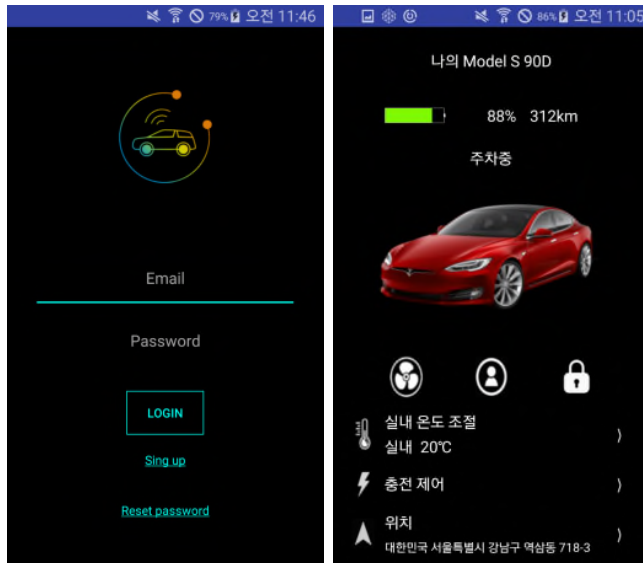 79% 오전 11:46
Email
Password
LOGIN
Sing up
Reset password
86% 오전 11:05
나의 Model S 90D
88% 312km
주차중
실내 온도 조절
실내 20℃
충전 제어
위치
대한민국 서울특별시 강남구 역삼동 718-3